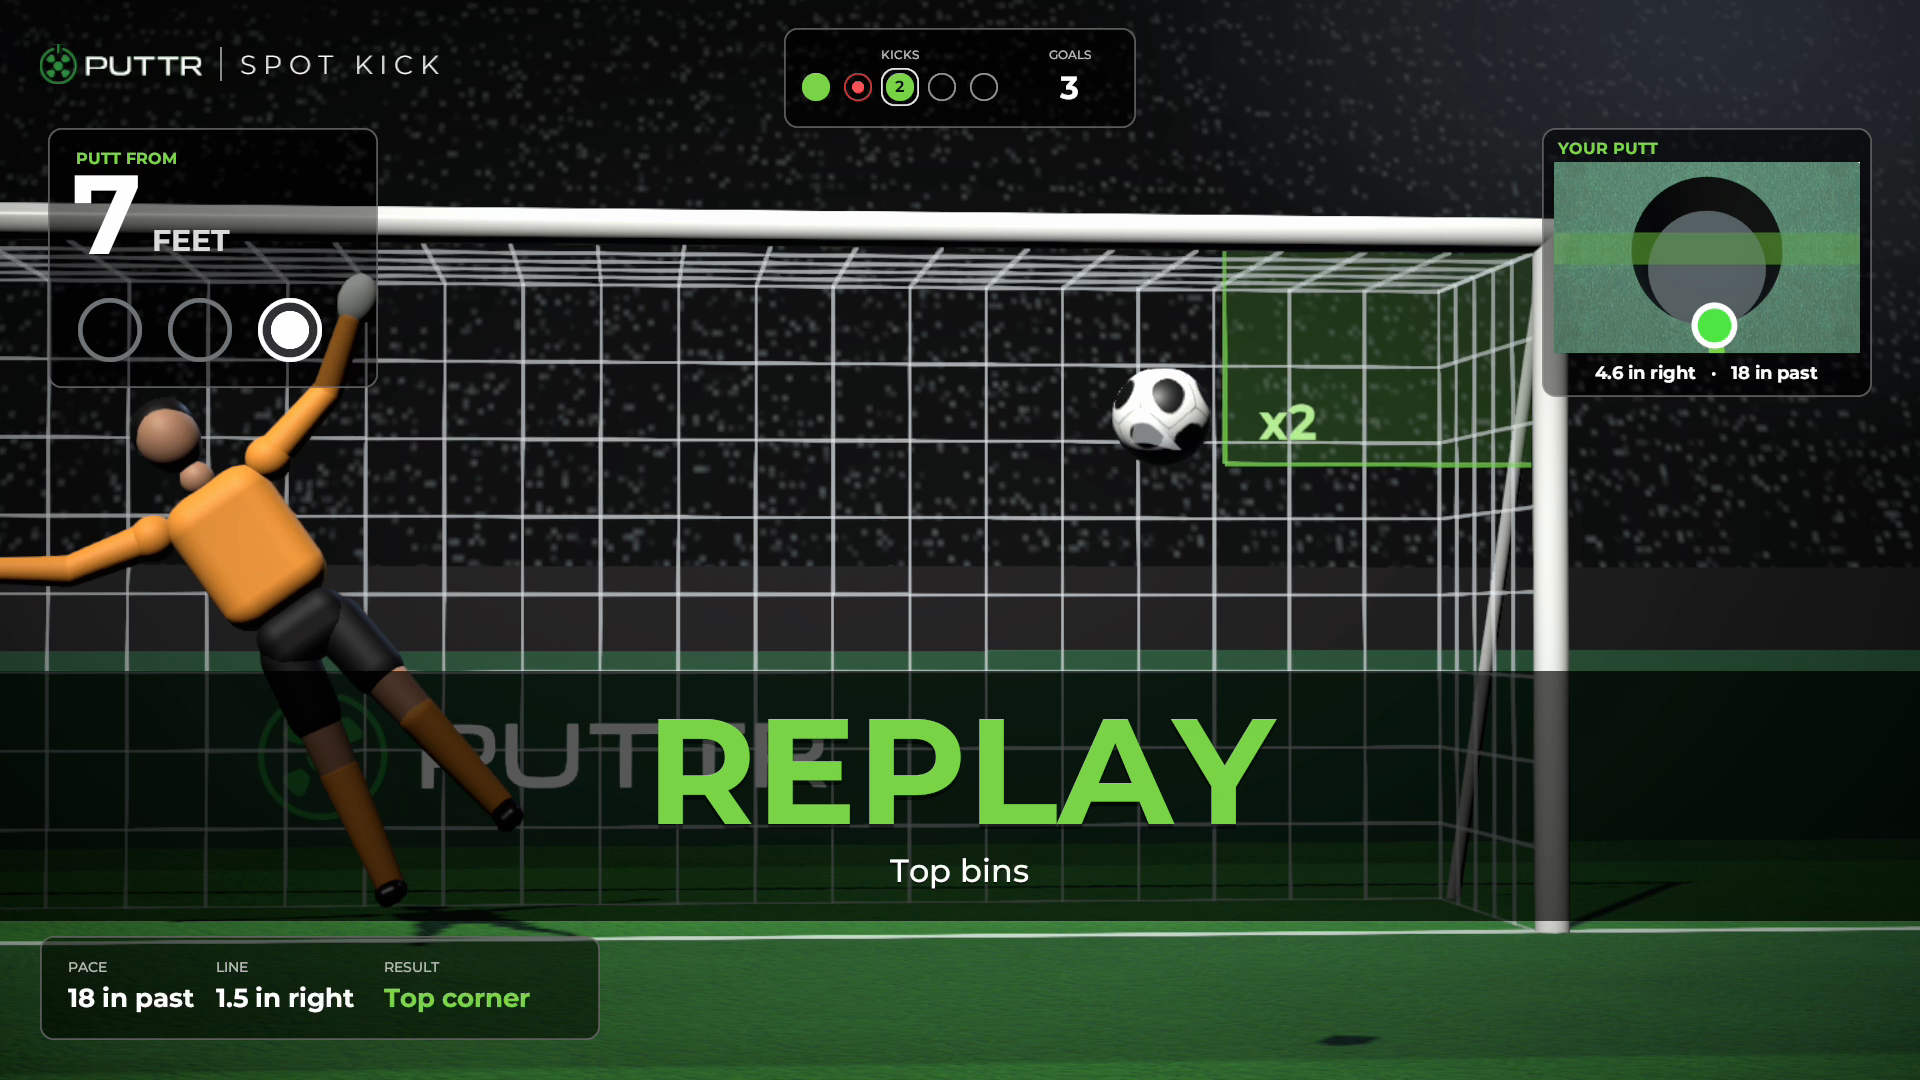 PUTTR SPOT KICK
KICKS
2
GOALS
3
PUTT FROM
7 FEET
YOUR PUTT
4.6 in right · 18 in past
x2
PUTTR
REPLAY
Top bins
PACE
18 in past
LINE
1.5 in right
RESULT
Top corner